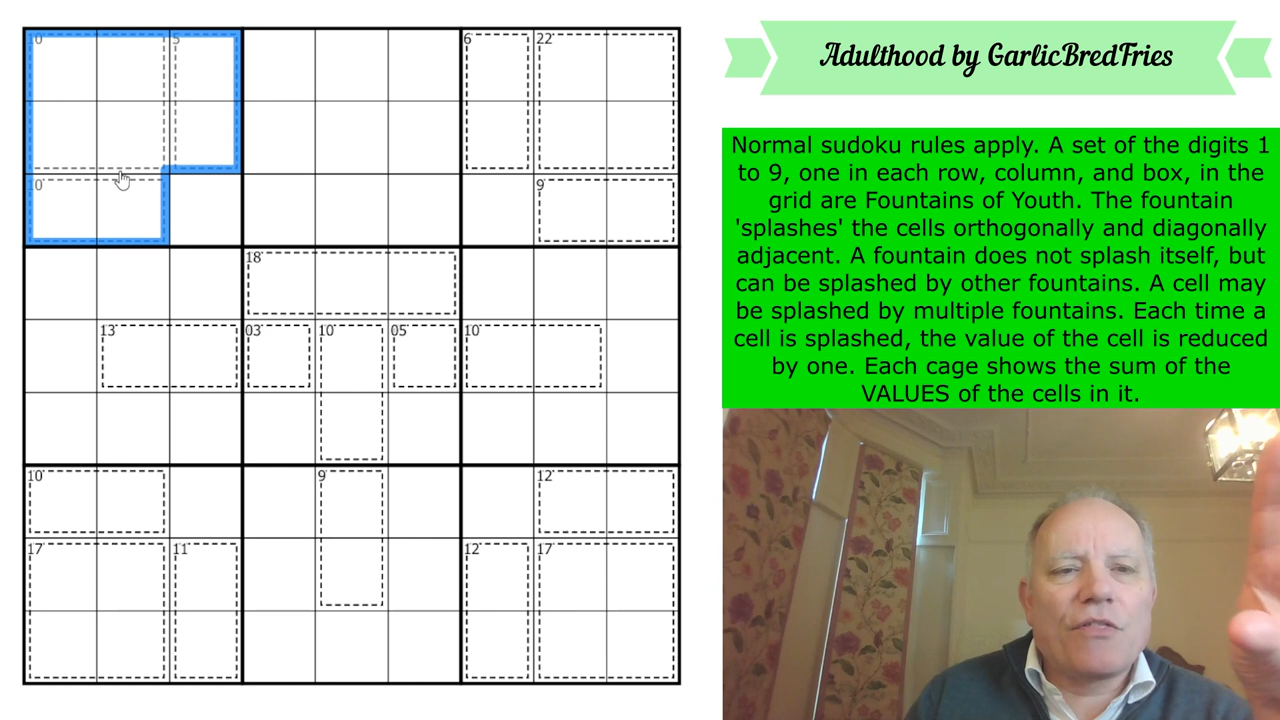 Adulthood by GarlicBredFries
Normal sudoku rules apply. A set of the digits 1
to 9, one in each row, column, and box, in the
grid are Fountains of Youth. The fountain
'splashes' the cells orthogonally and diagonally
adjacent. A fountain does not splash itself, but
can be splashed by other fountains. A cell may
be splashed by multiple fountains. Each time a
cell is splashed, the value of the cell is reduced
by one. Each cage shows the sum of the
VALUES of the cells in it.
10 5 6 22
10 9
18
13 03 10 05 10
10 9 12
17 11 12 17